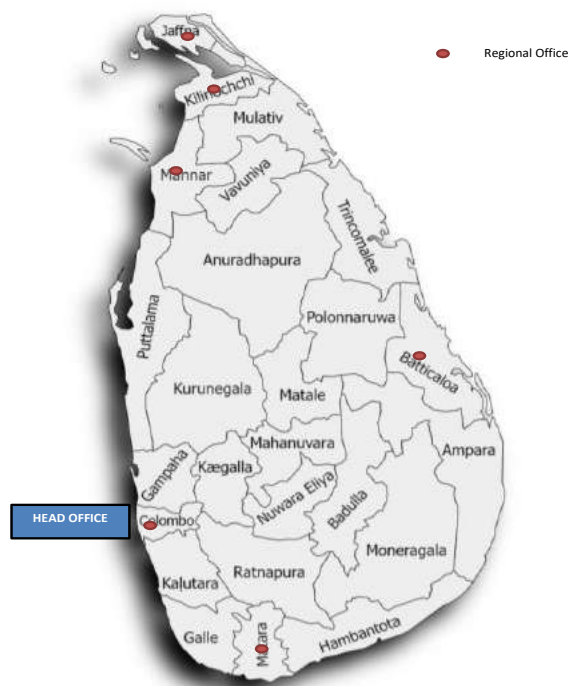 Jaffna
Regional Office
Kilinochchi
Mulativ
Mannar
Vavuniya
Trincomalee
Anuradhapura
Puttalama
Polonnaruwa
Batticaloa
Kurunegala
Matale
Mahanuvara
Ampara
Gampaha
Kægalla
Nuwara Eliya
Badulla
HEAD OFFICE
Colombo
Moneragala
Ratnapura
Kaļutara
Galle
Matara
Hambantota